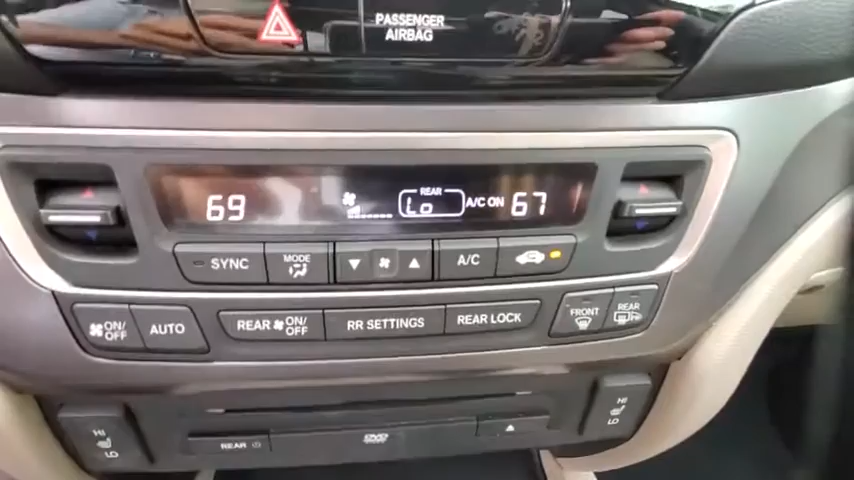 PASSENGER
AIRBAG
69
REAR
Lo
A/C ON
67
SYNC
MODE
A/C
ON/
OFF
AUTO
REAR ON/
OFF
RR SETTINGS
REAR LOCK
FRONT
REAR
HI
LO
REAR
DVD
HI
LO